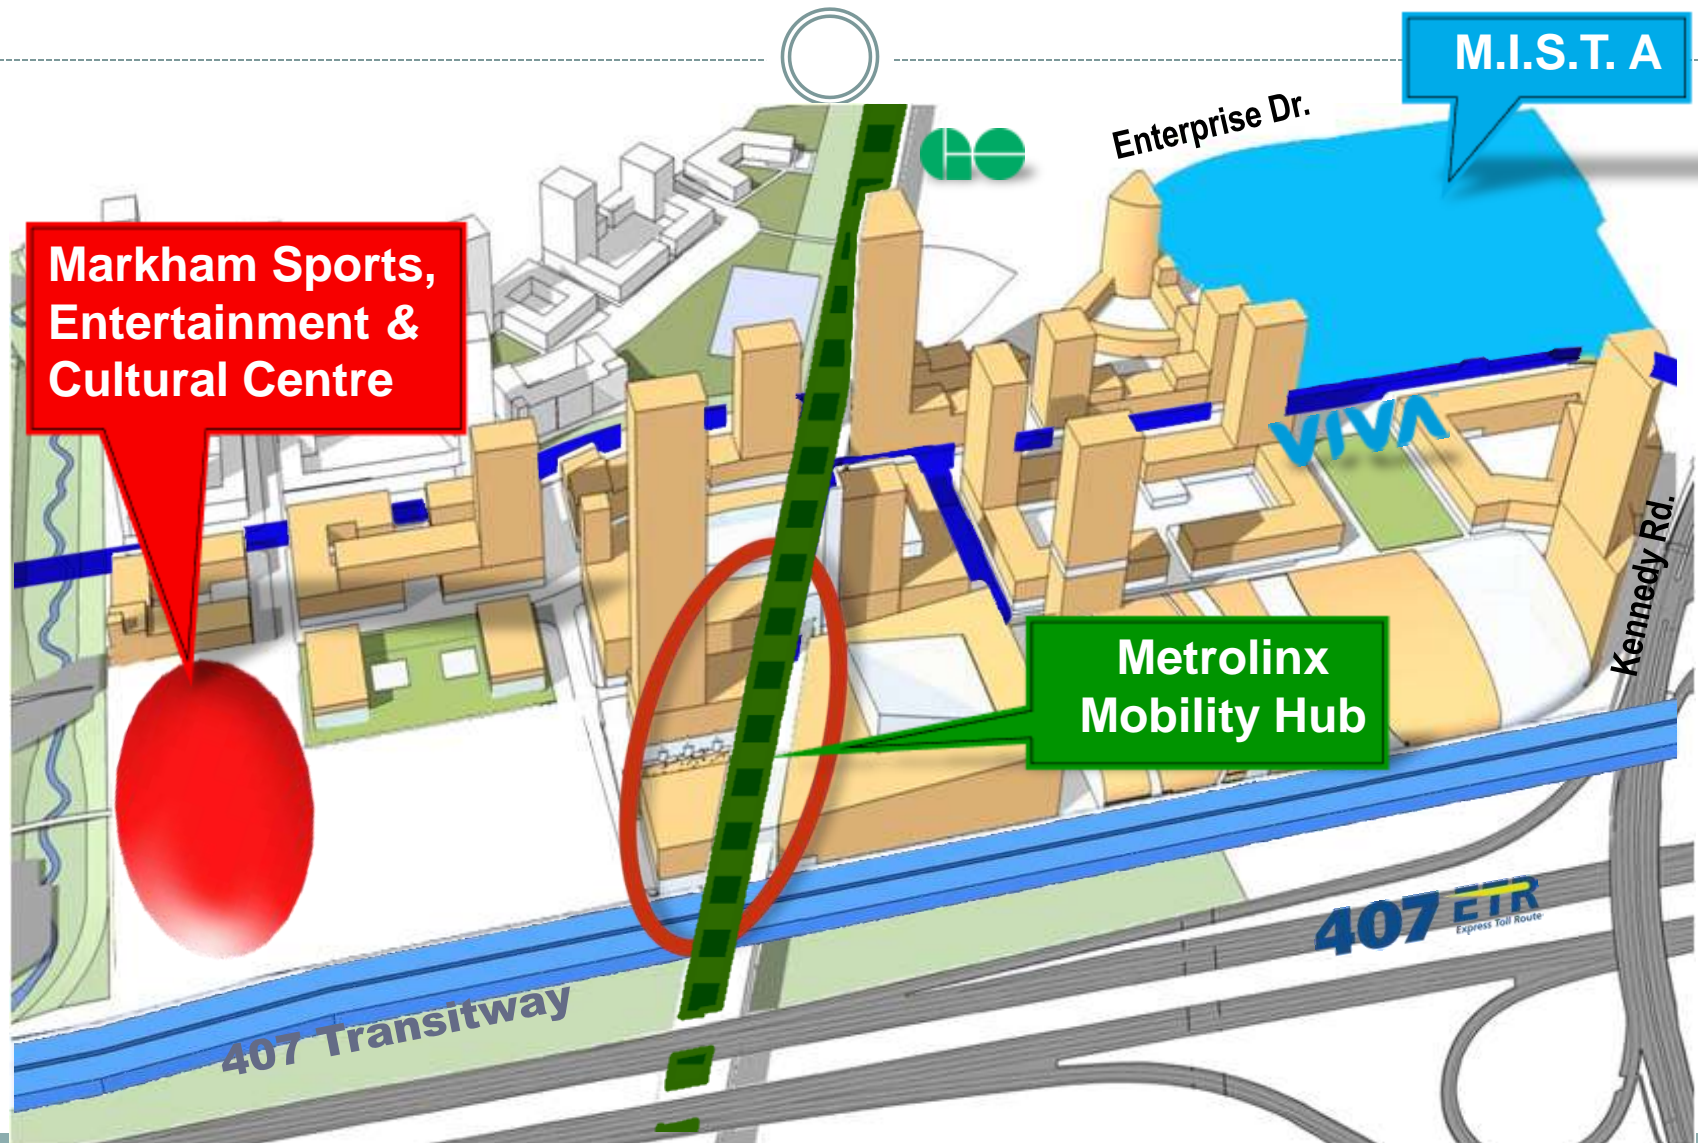 M.I.S.T. A
Enterprise Dr.
GO
Markham Sports,
Entertainment &
Cultural Centre
VIVA
Kennedy Rd.
Metrolinx
Mobility Hub
407 ETR
Express Toll Route
407 Transitway